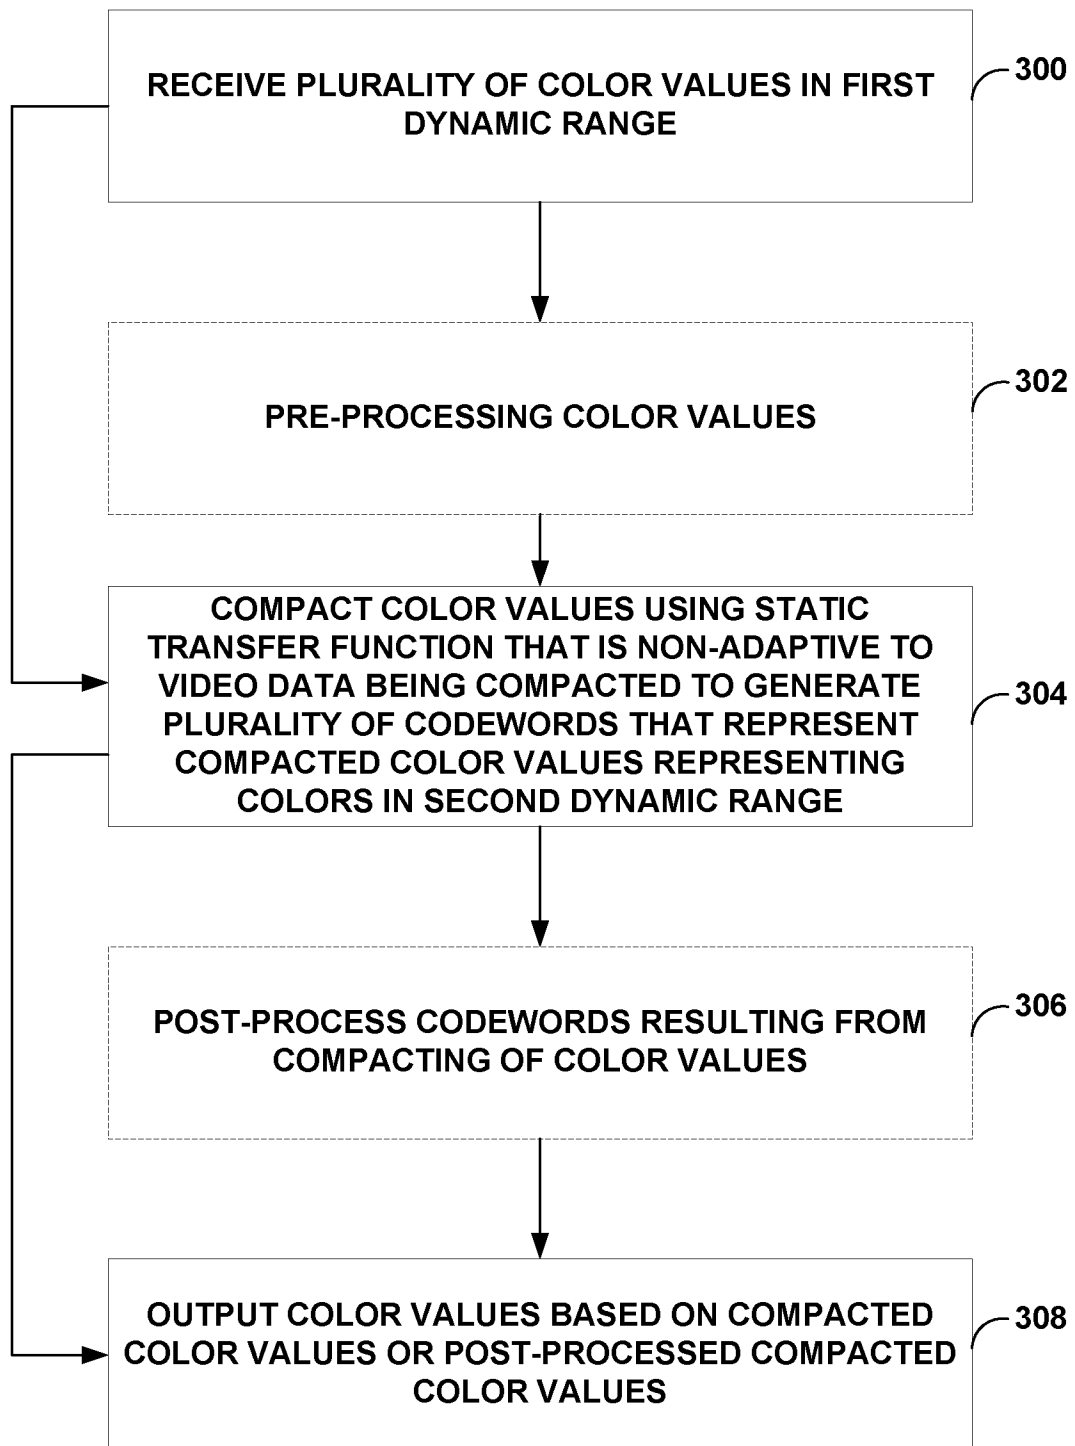 RECEIVE PLURALITY OF COLOR VALUES IN FIRST
DYNAMIC RANGE
300
PRE-PROCESSING COLOR VALUES
302
COMPACT COLOR VALUES USING STATIC
TRANSFER FUNCTION THAT IS NON-ADAPTIVE TO
VIDEO DATA BEING COMPACTED TO GENERATE
PLURALITY OF CODEWORDS THAT REPRESENT
COMPACTED COLOR VALUES REPRESENTING
COLORS IN SECOND DYNAMIC RANGE
304
POST-PROCESS CODEWORDS RESULTING FROM
COMPACTING OF COLOR VALUES
306
OUTPUT COLOR VALUES BASED ON COMPACTED
COLOR VALUES OR POST-PROCESSED COMPACTED
COLOR VALUES
308